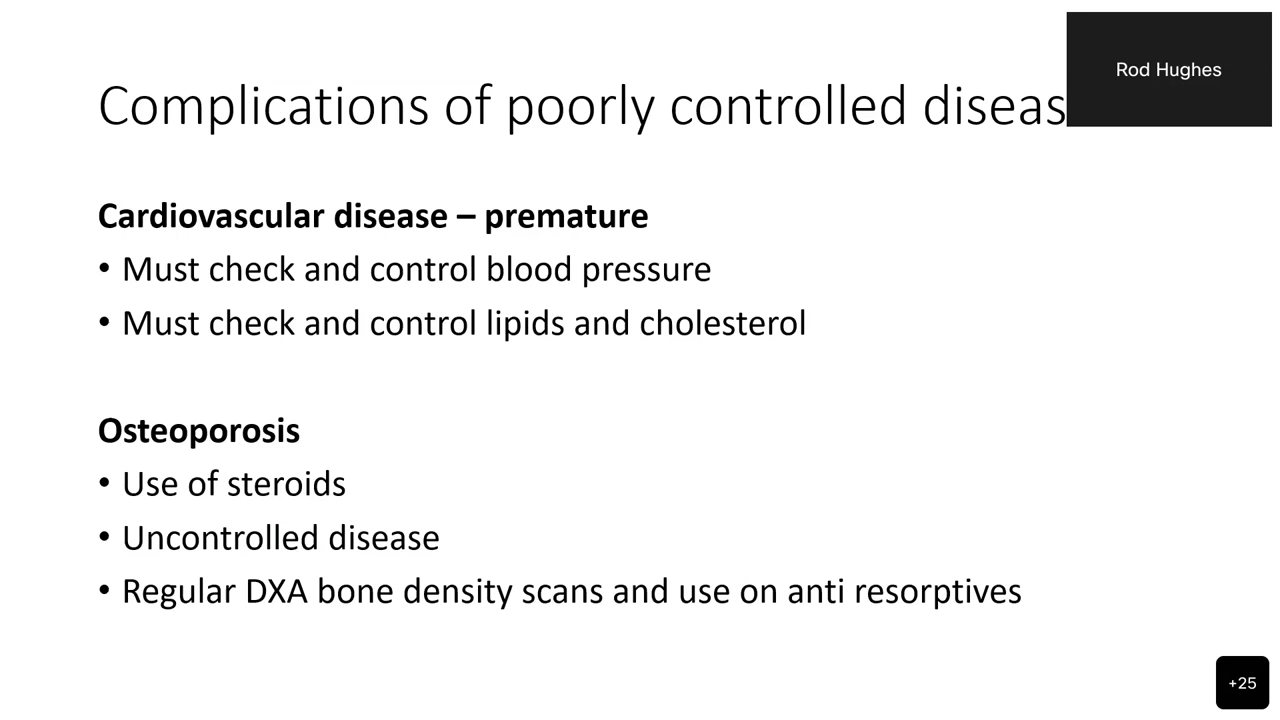 Rod Hughes
Complications of poorly controlled diseas
Cardiovascular disease – premature
• Must check and control blood pressure
• Must check and control lipids and cholesterol
Osteoporosis
• Use of steroids
• Uncontrolled disease
• Regular DXA bone density scans and use on anti resorptives
+25